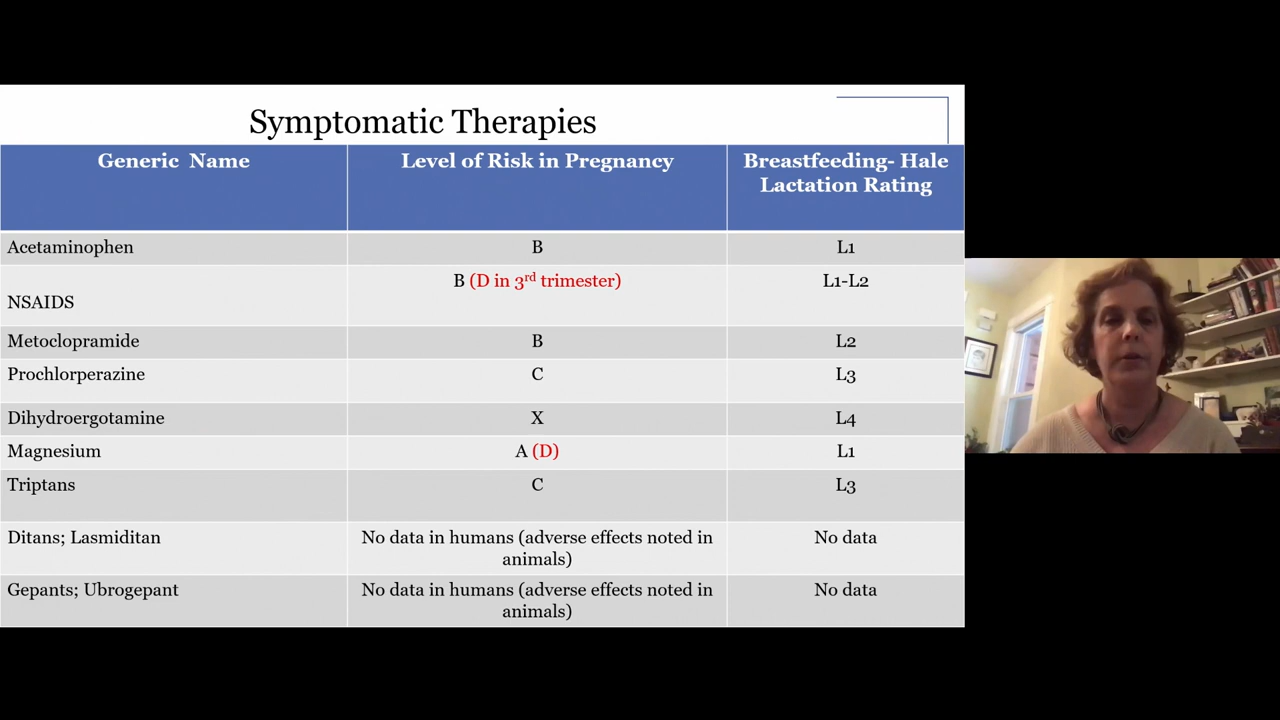 Symptomatic Therapies
Generic Name
Level of Risk in Pregnancy
Breastfeeding- Hale
Lactation Rating
Acetaminophen
B
L1
NSAIDS
B (D in 3rd trimester)
L1-L2
Metoclopramide
B
L2
Prochlorperazine
C
L3
Dihydroergotamine
X
L4
Magnesium
A (D)
L1
Triptans
C
L3
Ditans; Lasmiditan
No data in humans (adverse effects noted in
animals)
No data
Gepants; Ubrogepant
No data in humans (adverse effects noted in
animals)
No data